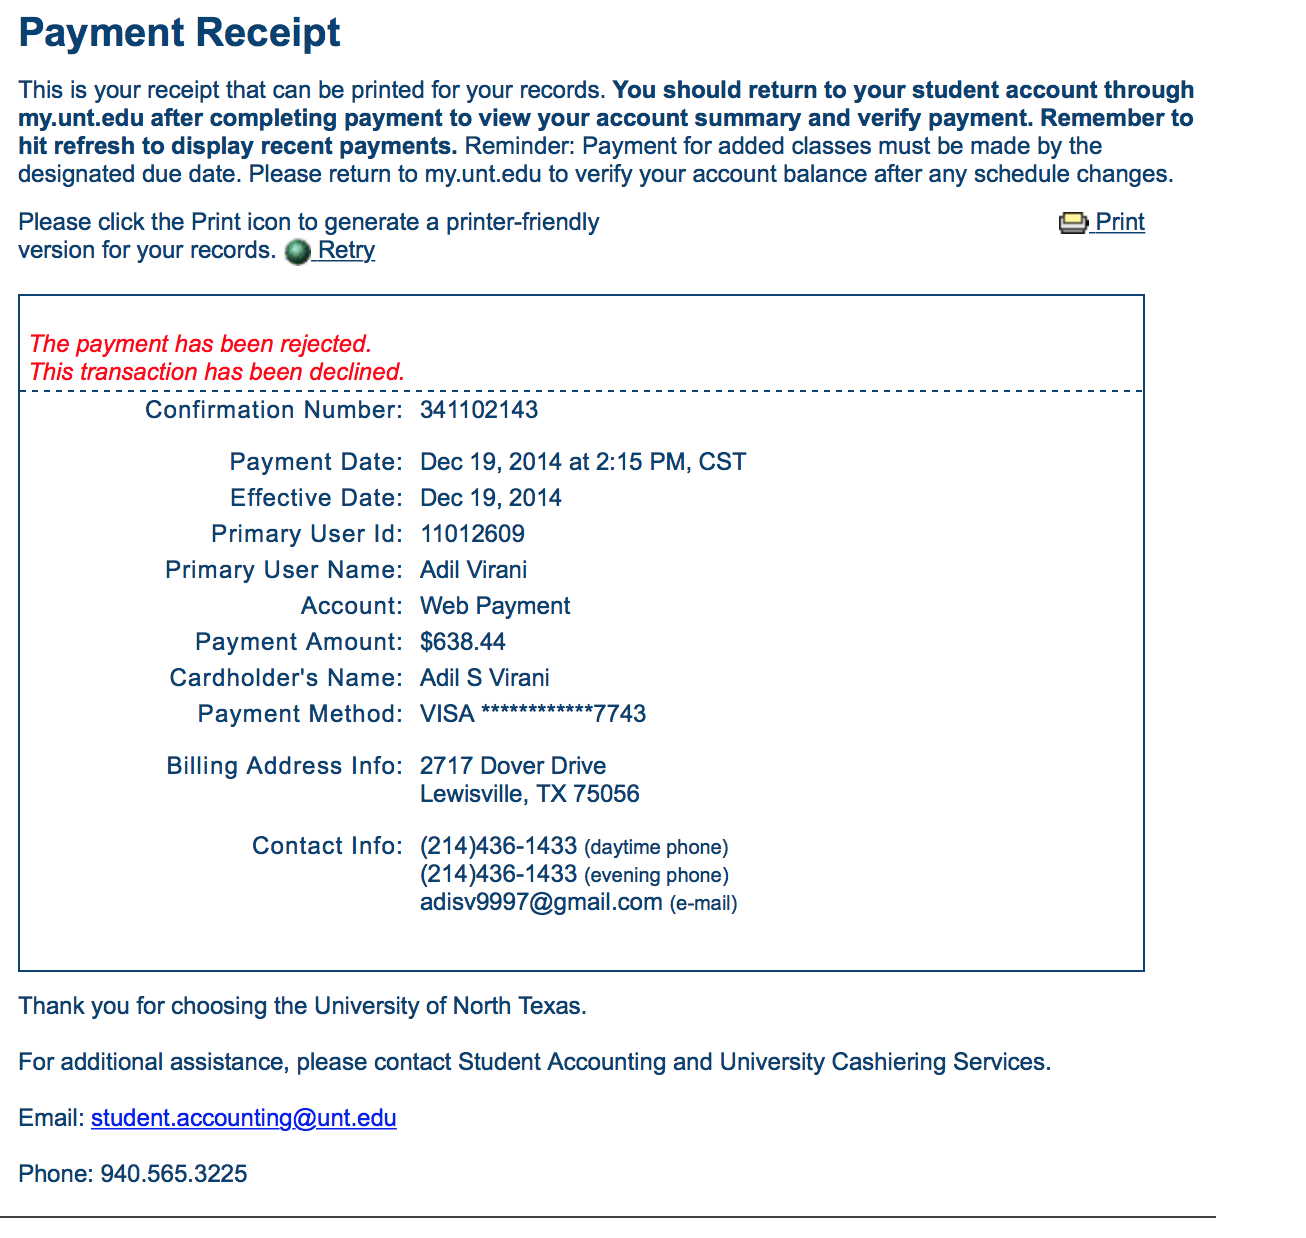 Payment Receipt
This is your receipt that can be printed for your records. You should return to your student account through
my.unt.edu after completing payment to view your account summary and verify payment. Remember to
hit refresh to display recent payments. Reminder: Payment for added classes must be made by the
designated due date. Please return to my.unt.edu to verify your account balance after any schedule changes.
Please click the Print icon to generate a printer-friendly
version for your records. Retry
Print
The payment has been rejected.
This transaction has been declined.
Confirmation Number: 341102143
Payment Date: Dec 19, 2014 at 2:15 PM, CST
Effective Date: Dec 19, 2014
Primary User Id: 11012609
Primary User Name: Adil Virani
Account: Web Payment
Payment Amount: $638.44
Cardholder's Name: Adil S Virani
Payment Method: VISA ************7743
Billing Address Info: 2717 Dover Drive
Lewisville, TX 75056
Contact Info: (214)436-1433 (daytime phone)
(214)436-1433 (evening phone)
adisv9997@gmail.com (e-mail)
Thank you for choosing the University of North Texas.
For additional assistance, please contact Student Accounting and University Cashiering Services.
Email: student.accounting@unt.edu
Phone: 940.565.3225